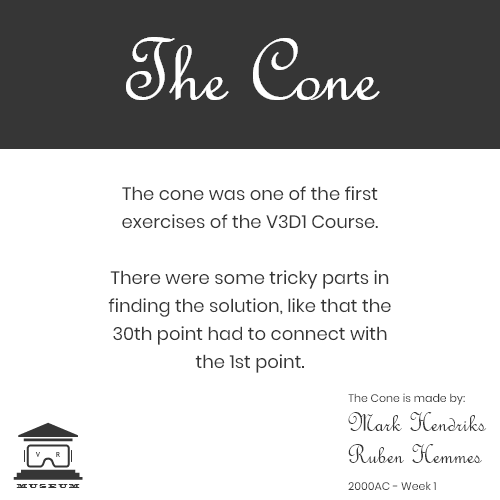 The Cone
The cone was one of the first
exercises of the V3D1 Course.
There were some tricky parts in
finding the solution, like that the
30th point had to connect with
the 1st point.
The Cone is made by:
Mark Hendriks
Ruben Hemmes
2000AC - Week 1
V R
MUSEUM